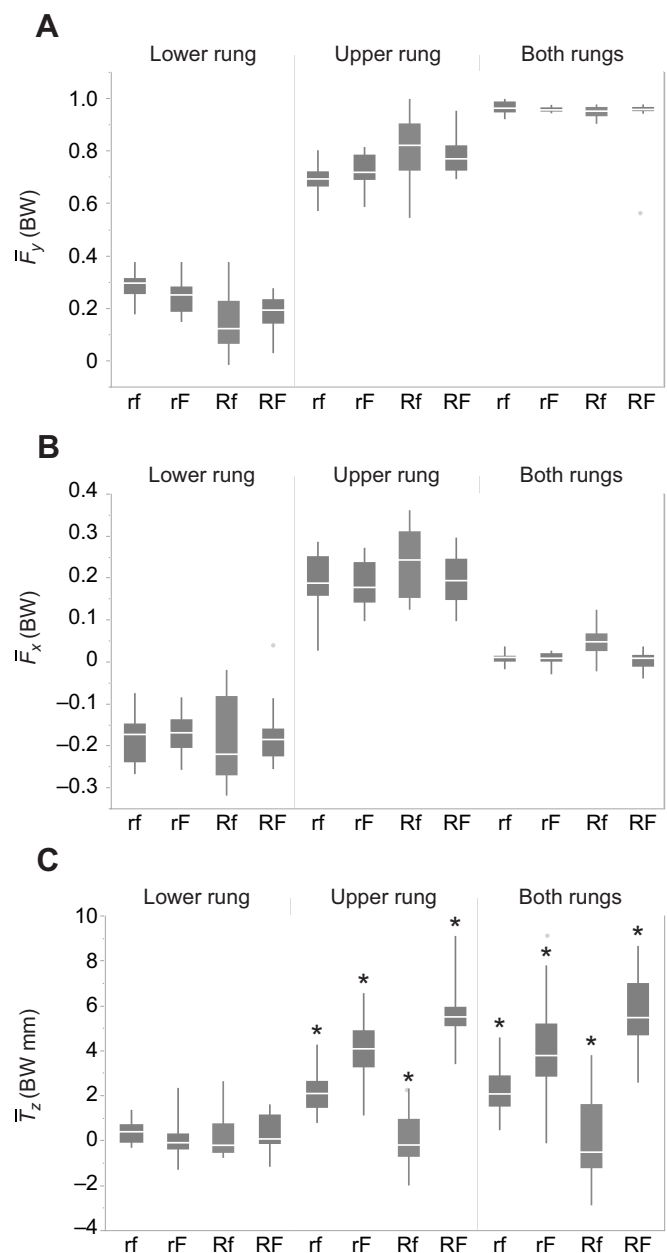 A
Lower rung Upper rung Both rungs
1.0
0.8
0.6
0.4
0.2
0
F̅y (BW)
rf rF Rf RF rf rF Rf RF rf rF Rf RF
B
Lower rung Upper rung Both rungs
0.4
0.3
0.2
0.1
0
–0.1
–0.2
–0.3
F̅x (BW)
rf rF Rf RF rf rF Rf RF rf rF Rf RF
C
Lower rung Upper rung Both rungs
10
8
6
4
2
0
–2
–4
T̅z (BW mm)
* * * * * * * *
rf rF Rf RF rf rF Rf RF rf rF Rf RF